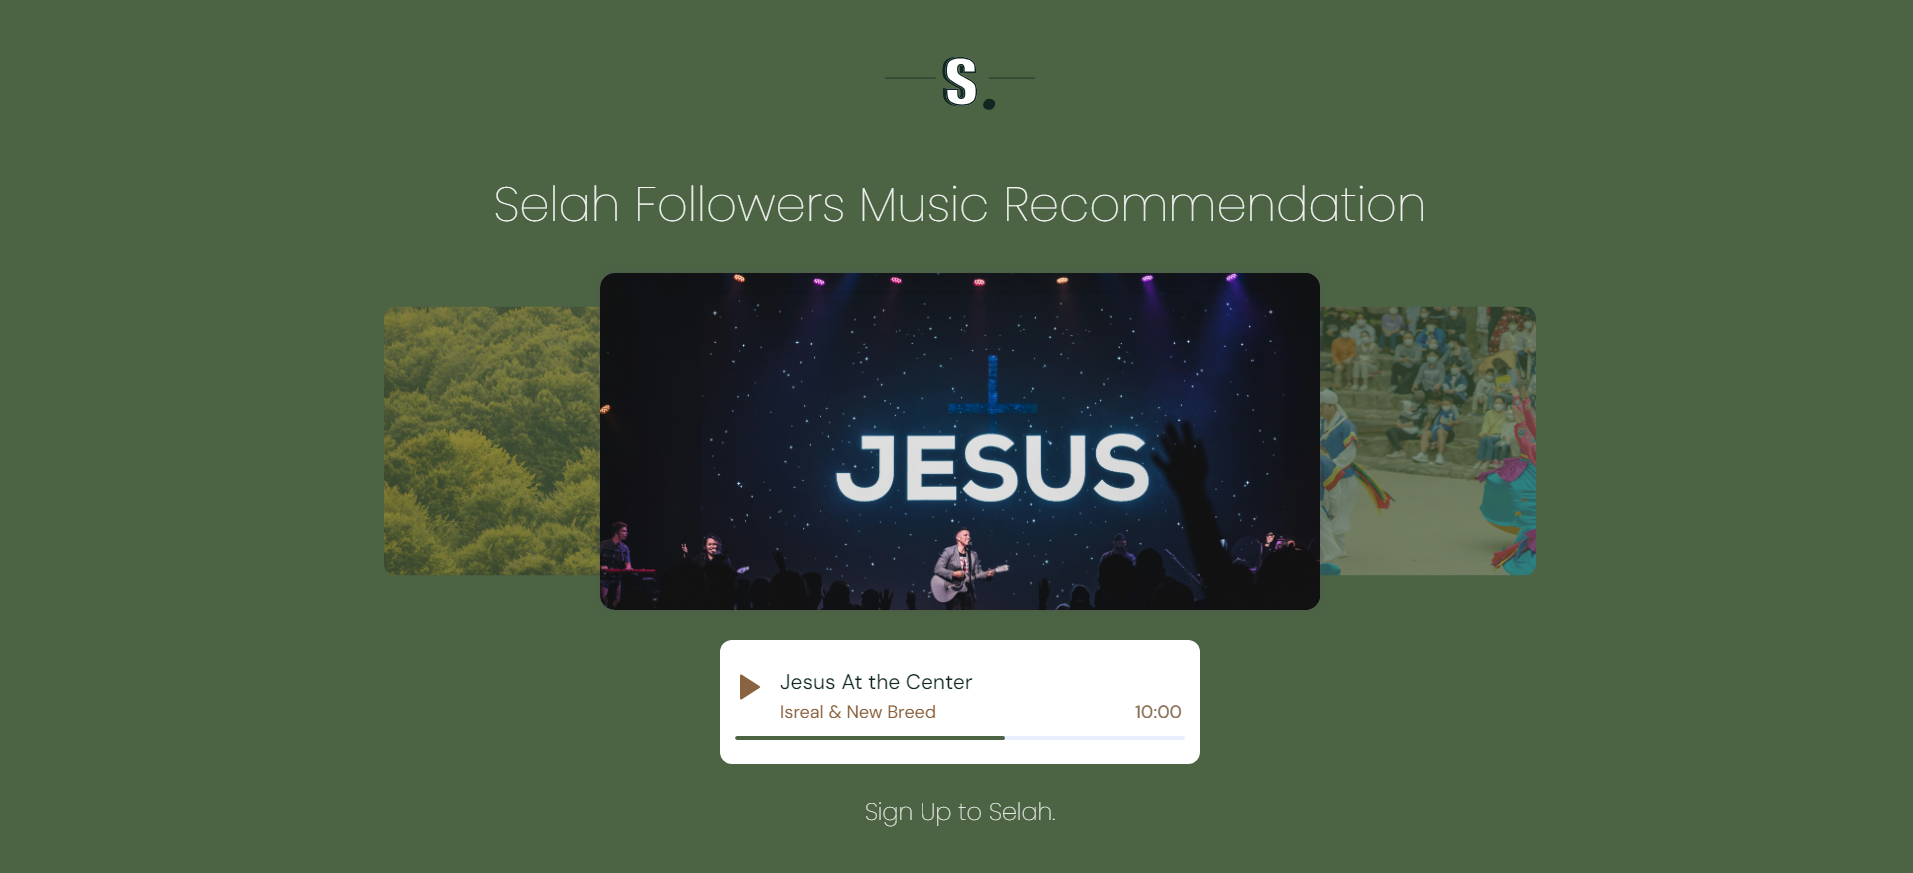 S.
Selah Followers Music Recommendation
JESUS
Jesus At the Center
Isreal & New Breed
10:00
Sign Up to Selah.